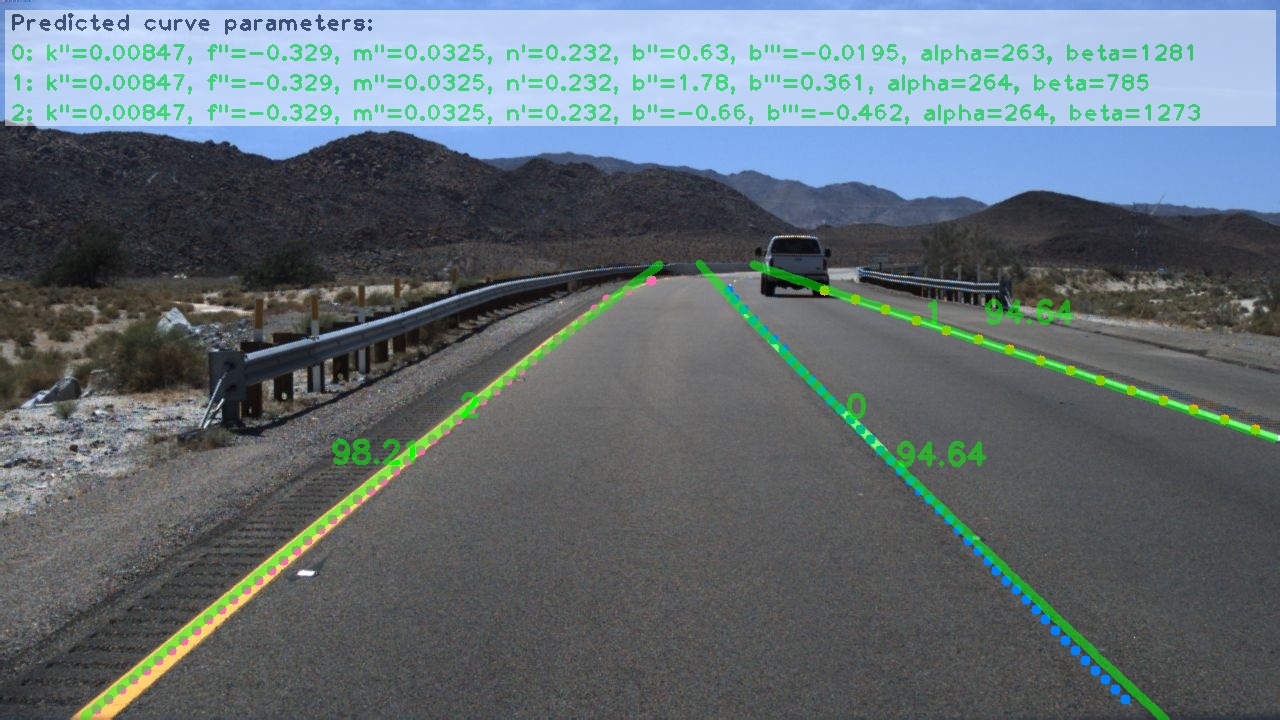 Predicted curve parameters:
0: k''=0.00847, f''=-0.329, m''=0.0325, n'=0.232, b''=0.63, b'''=-0.0195, alpha=263, beta=1281
1: k''=0.00847, f''=-0.329, m''=0.0325, n'=0.232, b''=1.78, b'''=0.361, alpha=264, beta=785
2: k''=0.00847, f''=-0.329, m''=0.0325, n'=0.232, b''=-0.66, b'''=-0.462, alpha=264, beta=1273
1 94.64
2 0
98.21 94.64